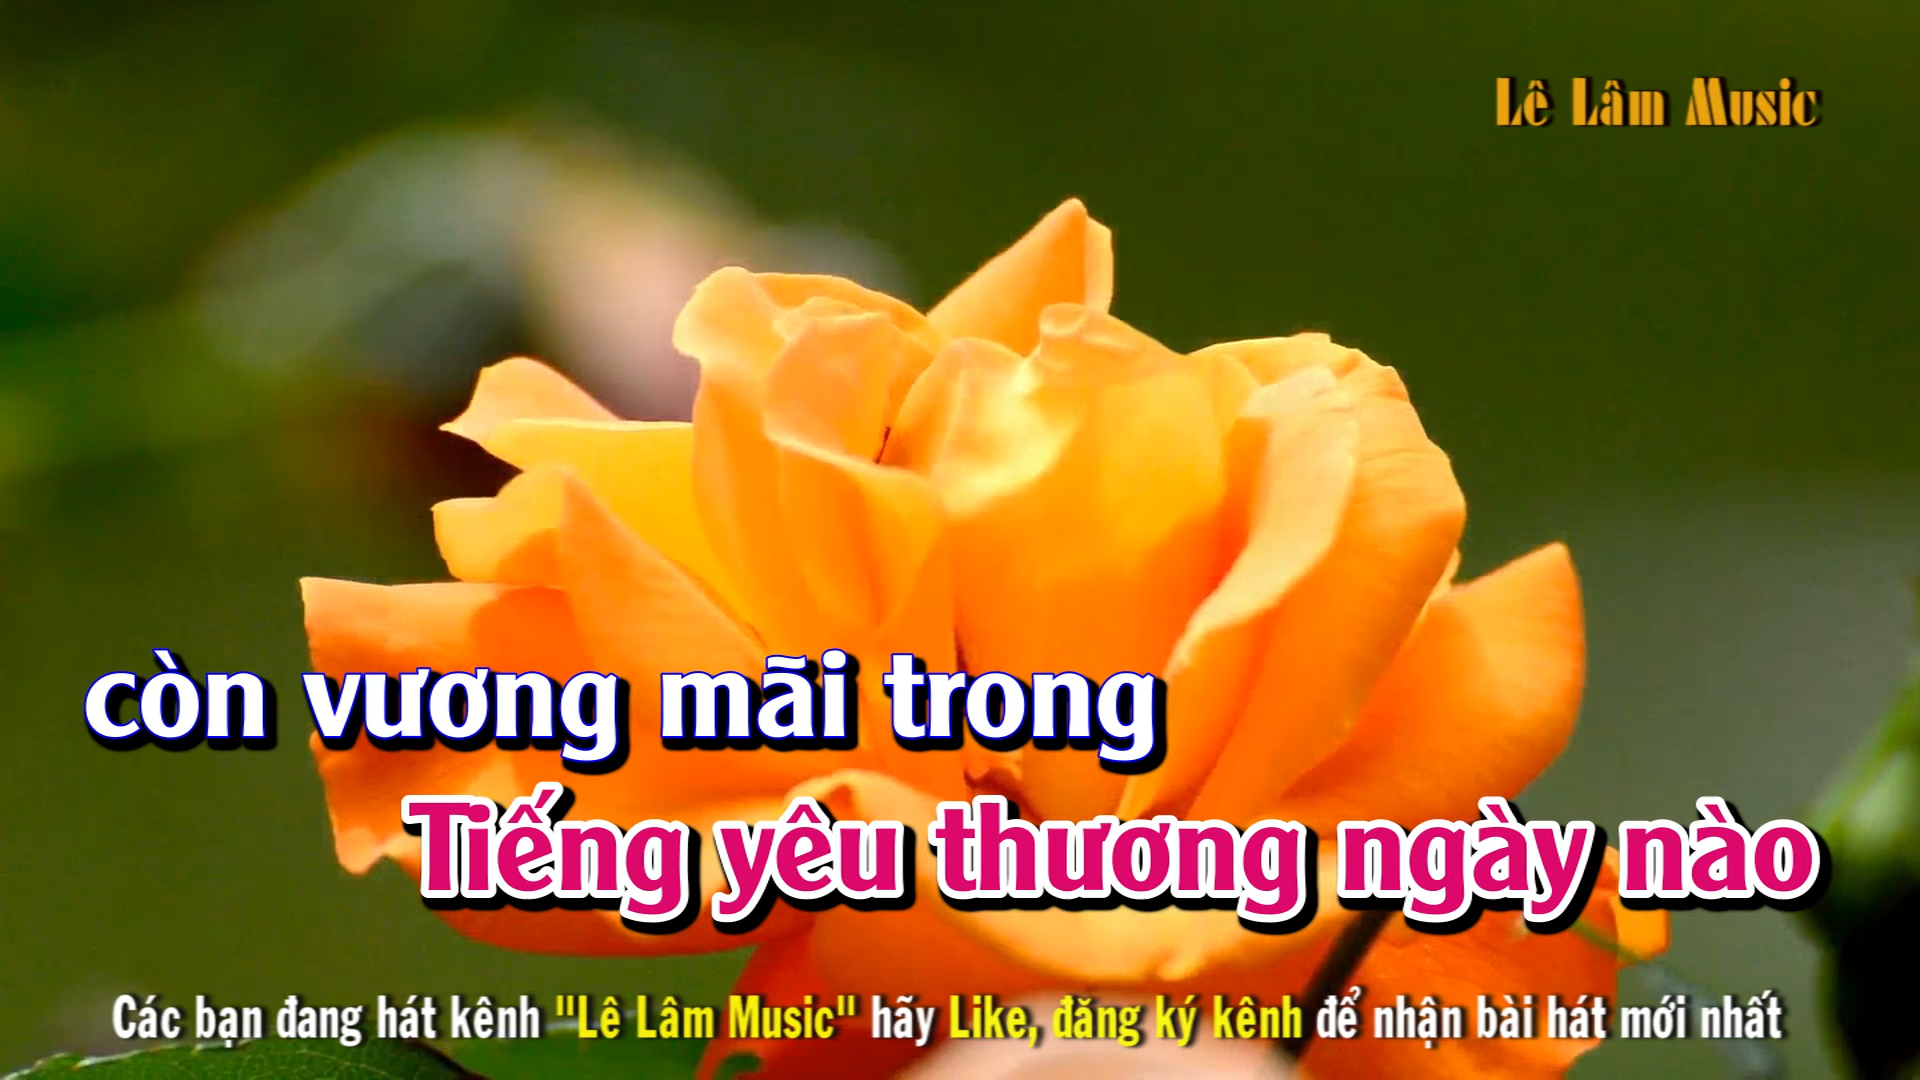 Lê Lâm Music
còn vương mãi trong
Tiếng yêu thương ngày nào
Các bạn đang hát kênh "Lê Lâm Music" hãy Like, đăng ký kênh để nhận bài hát mới nhất